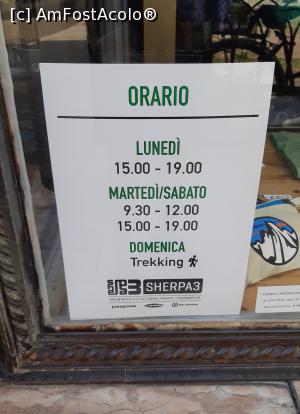 [c] AmFostAcolo®
ORARIO
LUNEDÌ
15.00 - 19.00
MARTEDÌ/SABATO
9.30 - 12.00
15.00 - 19.00
DOMENICA
Trekking
SHERPA3
patagonia